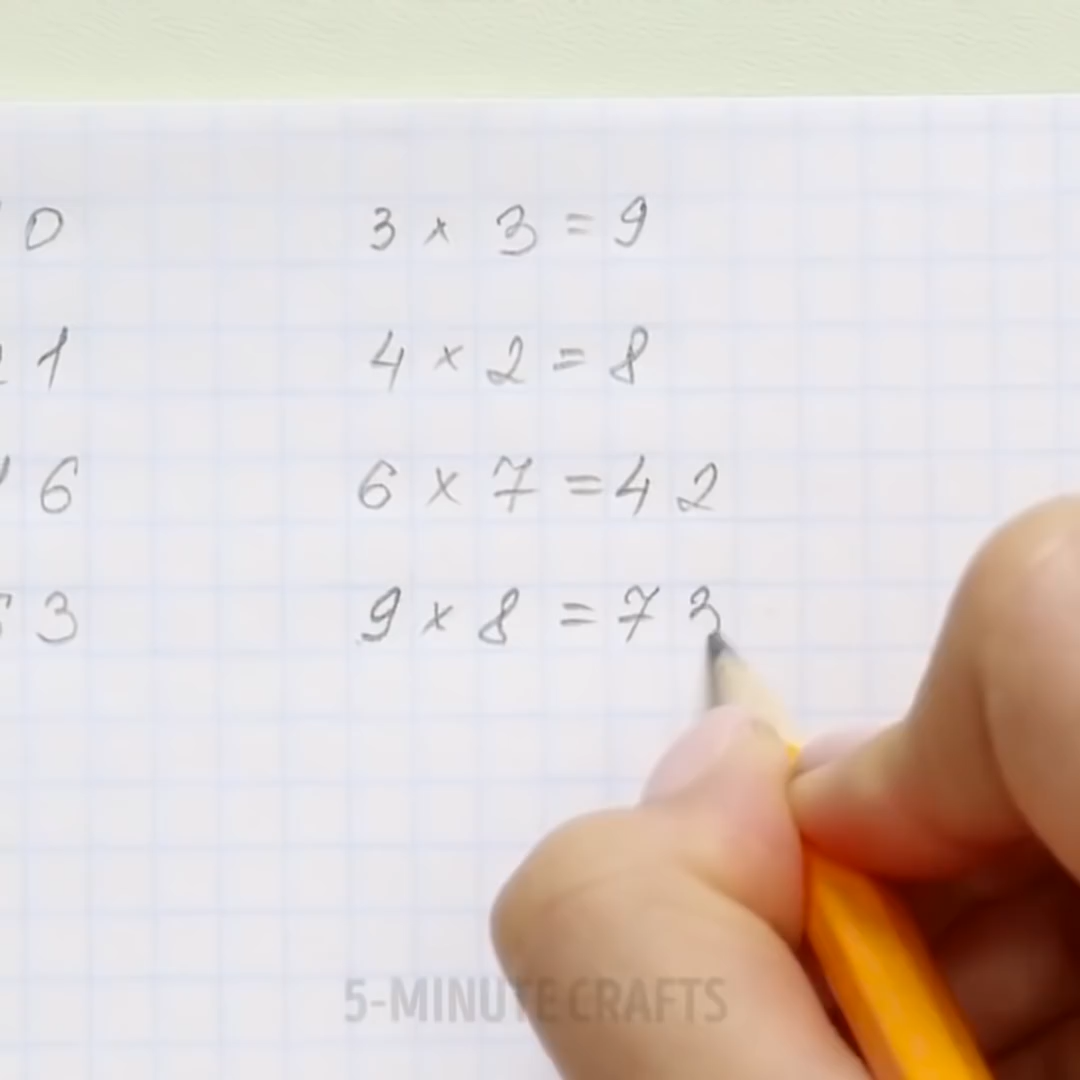 0 3 × 3 = 9
1 4 × 2 = 8
6 6 × 7 = 42
3 9 × 8 = 73
5-MINUTE CRAFTS